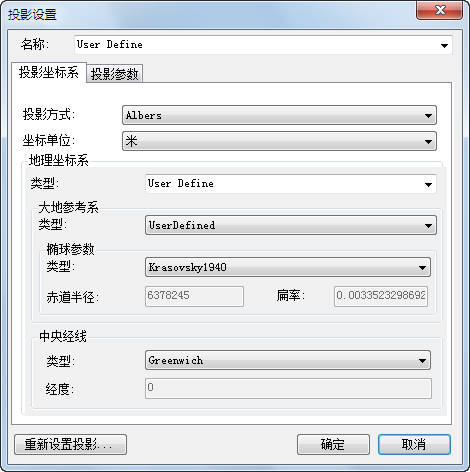 投影设置
名称: User Define
投影坐标系 投影参数
投影方式: Albers
坐标单位: 米
地理坐标系
类型: User Define
大地参考系
类型: UserDefined
椭球参数
类型: Krasovsky1940
赤道半径: 6378245 扁率: 0.0033523298692
中央经线
类型: Greenwich
经度: 0
重新设置投影... 确定 取消